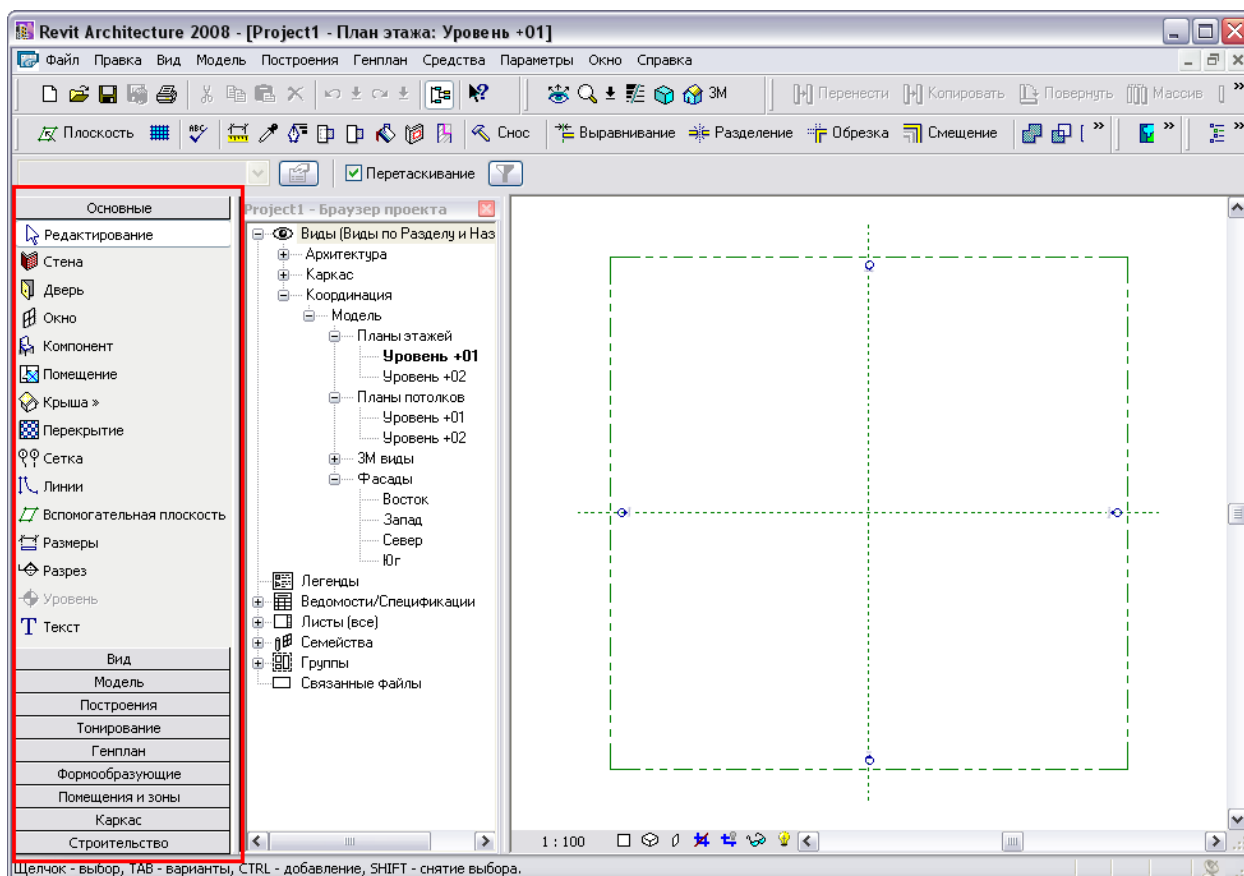 Revit Architecture 2008 - [Project1 - План этажа: Уровень +01]
Файл Правка Вид Модель Построения Генплан Средства Параметры Окно Справка
3М Перенести Копировать Повернуть Массив
Плоскость ABC Снос Выравнивание Разделение Обрезка Смещение
Перетаскивание
Основные
Редактирование
Стена
Дверь
Окно
Компонент
Помещение
Крыша »
Перекрытие
Сетка
Линии
Вспомогательная плоскость
Размеры
Разрез
Уровень
Текст
Вид
Модель
Построения
Тонирование
Генплан
Формообразующие
Помещения и зоны
Каркас
Строительство
Project1 - Браузер проекта
Виды (Виды по Разделу и Наз
Архитектура
Каркас
Координация
Модель
Планы этажей
Уровень +01
Уровень +02
Планы потолков
Уровень +01
Уровень +02
3М виды
Фасады
Восток
Запад
Север
Юг
Легенды
Ведомости/Спецификации
Листы (все)
Семейства
Группы
Связанные файлы
1 : 100
Щелчок - выбор, TAB - варианты, CTRL - добавление, SHIFT - снятие выбора.